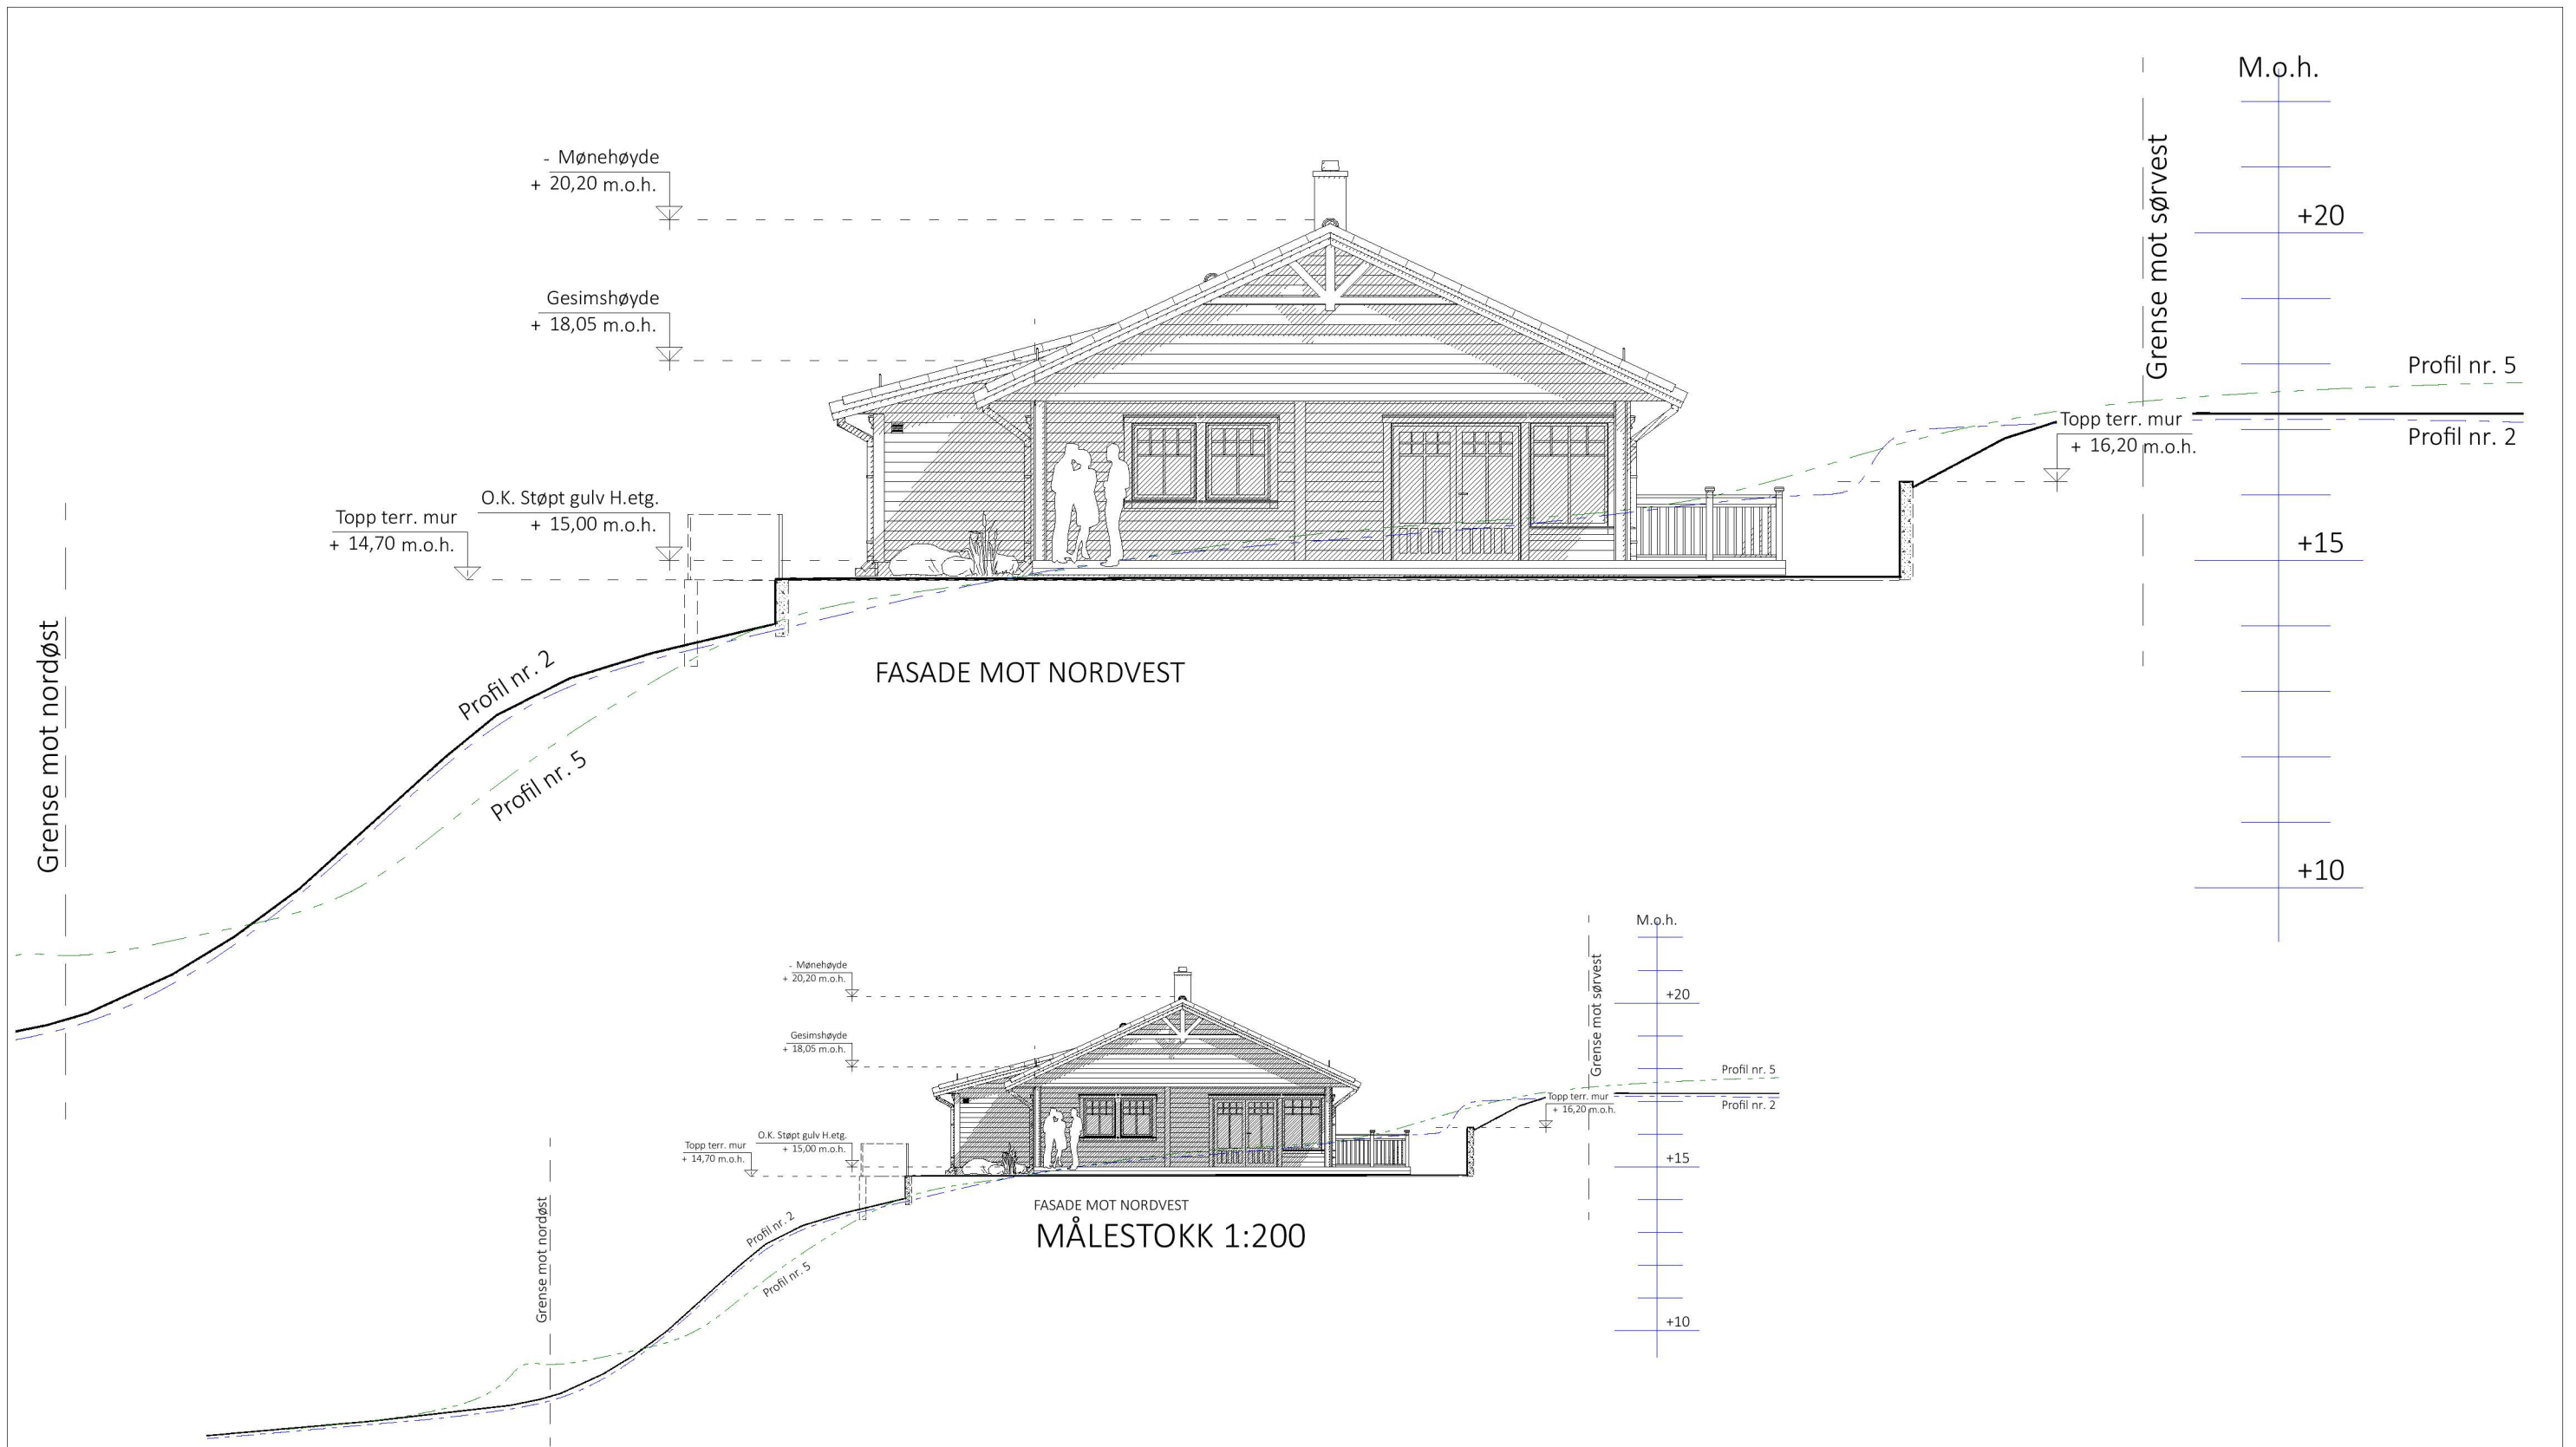 M.o.h.
- Mønehøyde
+ 20,20 m.o.h.
Grense mot sørvest
+20
Gesimshøyde
+ 18,05 m.o.h.
Profil nr. 5
Topp terr. mur
+ 16,20 m.o.h.
Profil nr. 2
O.K. Støpt gulv H.etg.
+ 15,00 m.o.h.
Topp terr. mur
+ 14,70 m.o.h.
+15
Grense mot nordøst
Profil nr. 2
FASADE MOT NORDVEST
Profil nr. 5
+10
M.o.h.
- Mønehøyde
+ 20,20 m.o.h.
Grense mot sørvest
+20
Gesimshøyde
+ 18,05 m.o.h.
Profil nr. 5
Topp terr. mur
+ 16,20 m.o.h.
Profil nr. 2
O.K. Støpt gulv H.etg.
+ 15,00 m.o.h.
Topp terr. mur
+ 14,70 m.o.h.
+15
Grense mot nordøst
Profil nr. 2
FASADE MOT NORDVEST
MÅLESTOKK 1:200
Profil nr. 5
+10